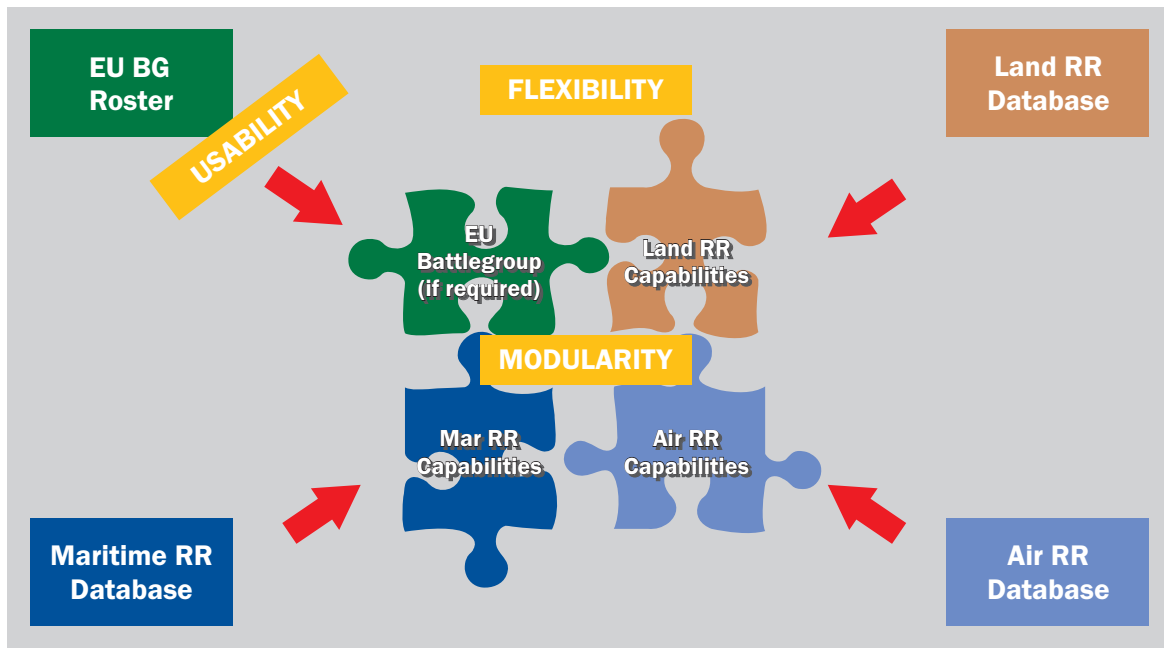 EU BG
Roster
USABILITY
FLEXIBILITY
Land RR
Database
EU
Battlegroup
(if required)
Land RR
Capabilities
MODULARITY
Mar RR
Capabilities
Air RR
Capabilities
Maritime RR
Database
Air RR
Database